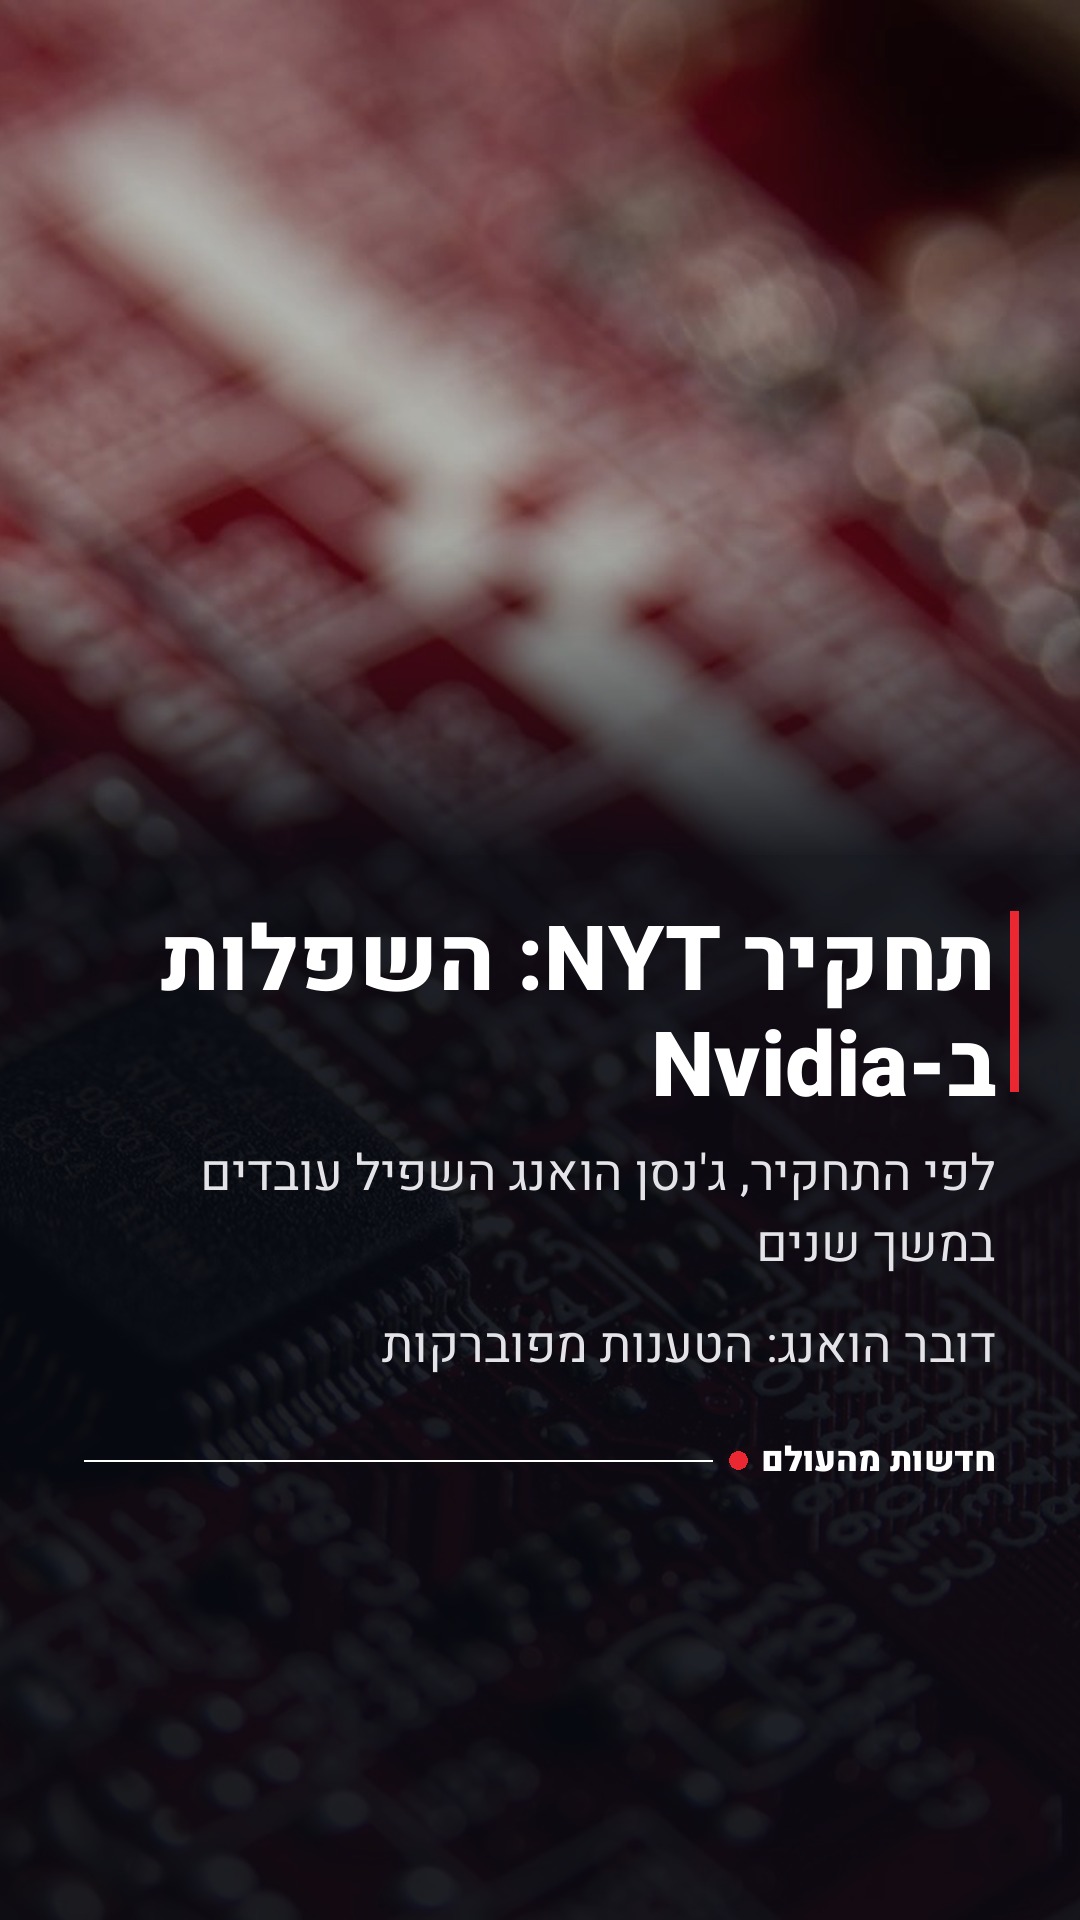 תחקיר NYT: השפלות
ב-Nvidia
לפי התחקיר, ג'נסן הואנג השפיל עובדים
במשך שנים
דובר הואנג: הטענות מפוברקות
חדשות מהעולם